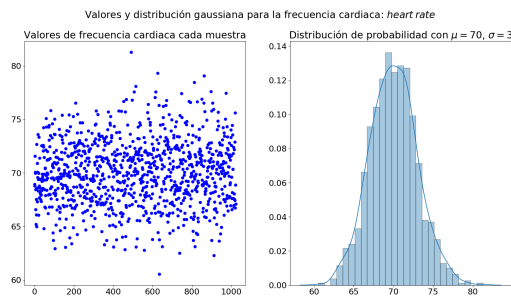 Valores y distribución gaussiana para la frecuencia cardiaca: heart rate
Valores de frecuencia cardiaca cada muestra
Distribución de probabilidad con μ = 70, σ = 3
80
75
70
65
60
0 200 400 600 800 1000
0.14
0.12
0.10
0.08
0.06
0.04
0.02
0.00
60 65 70 75 80